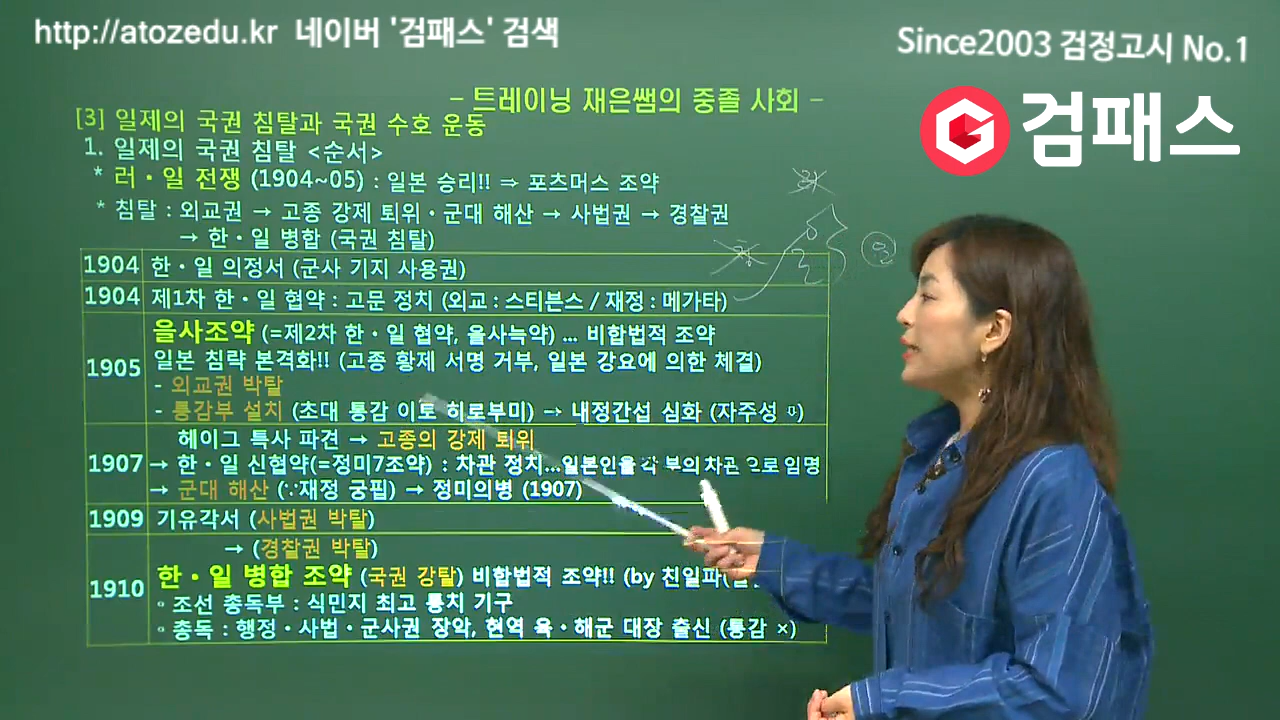 http://atozedu.kr 네이버 '검패스' 검색
Since2003 검정고시 No.1
검패스
- 트레이닝 재은쌤의 중졸 사회 -
[3] 일제의 국권 침탈과 국권 수호 운동
1. 일제의 국권 침탈 <순서>
* 러・일 전쟁 (1904~05) : 일본 승리!! ⇒ 포츠머스 조약
* 침탈 : 외교권 → 고종 강제 퇴위・군대 해산 → 사법권 → 경찰권
→ 한・일 병합 (국권 침탈)
1904 한・일 의정서 (군사 기지 사용권)
1904 제1차 한・일 협약 : 고문 정치 (외교 : 스티븐스 / 재정 : 메가타)
을사조약 (=제2차 한・일 협약, 을사늑약) ... 비합법적 조약
1905 일본 침략 본격화!! (고종 황제 서명 거부, 일본 강요에 의한 체결)
- 외교권 박탈
- 통감부 설치 (초대 통감 이토 히로부미) → 내정간섭 심화 (자주성 ⇩)
헤이그 특사 파견 → 고종의 강제 퇴위
1907 → 한・일 신협약(=정미7조약) : 차관 정치...일본인을 각 부의 차관으로 임명
→ 군대 해산 (∵재정 궁핍) → 정미의병 (1907)
1909 기유각서 (사법권 박탈)
→ (경찰권 박탈)
1910 한・일 병합 조약 (국권 강탈) 비합법적 조약!! (by 친일파(
◦ 조선 총독부 : 식민지 최고 통치 기구
◦ 총독 : 행정・사법・군사권 장악, 현역 육・해군 대장 출신 (통감 ×)